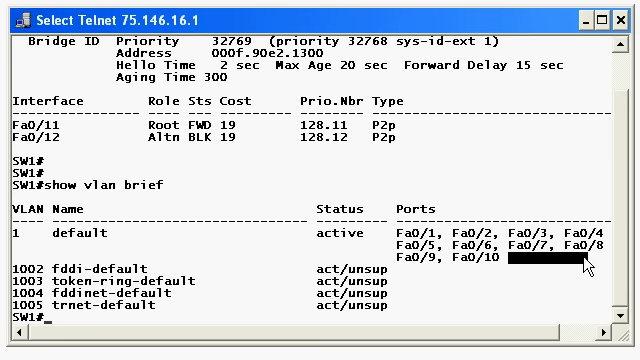 Select Telnet 75.146.16.1
Bridge ID Priority 32769 (priority 32768 sys-id-ext 1)
Address 000f.90e2.1300
Hello Time 2 sec Max Age 20 sec Forward Delay 15 sec
Aging Time 300
Interface Role Sts Cost Prio.Nbr Type
---------------- ---- --- --------- -------- --------------------------------
Fa0/11 Root FWD 19 128.11 P2p
Fa0/12 Altn BLK 19 128.12 P2p
SW1#
SW1#
SW1#show vlan brief
VLAN Name Status Ports
---- -------------------------------- --------- -------------------------------
1 default active Fa0/1, Fa0/2, Fa0/3, Fa0/4
Fa0/5, Fa0/6, Fa0/7, Fa0/8
Fa0/9, Fa0/10
1002 fddi-default act/unsup
1003 token-ring-default act/unsup
1004 fddinet-default act/unsup
1005 trnet-default act/unsup
SW1#_